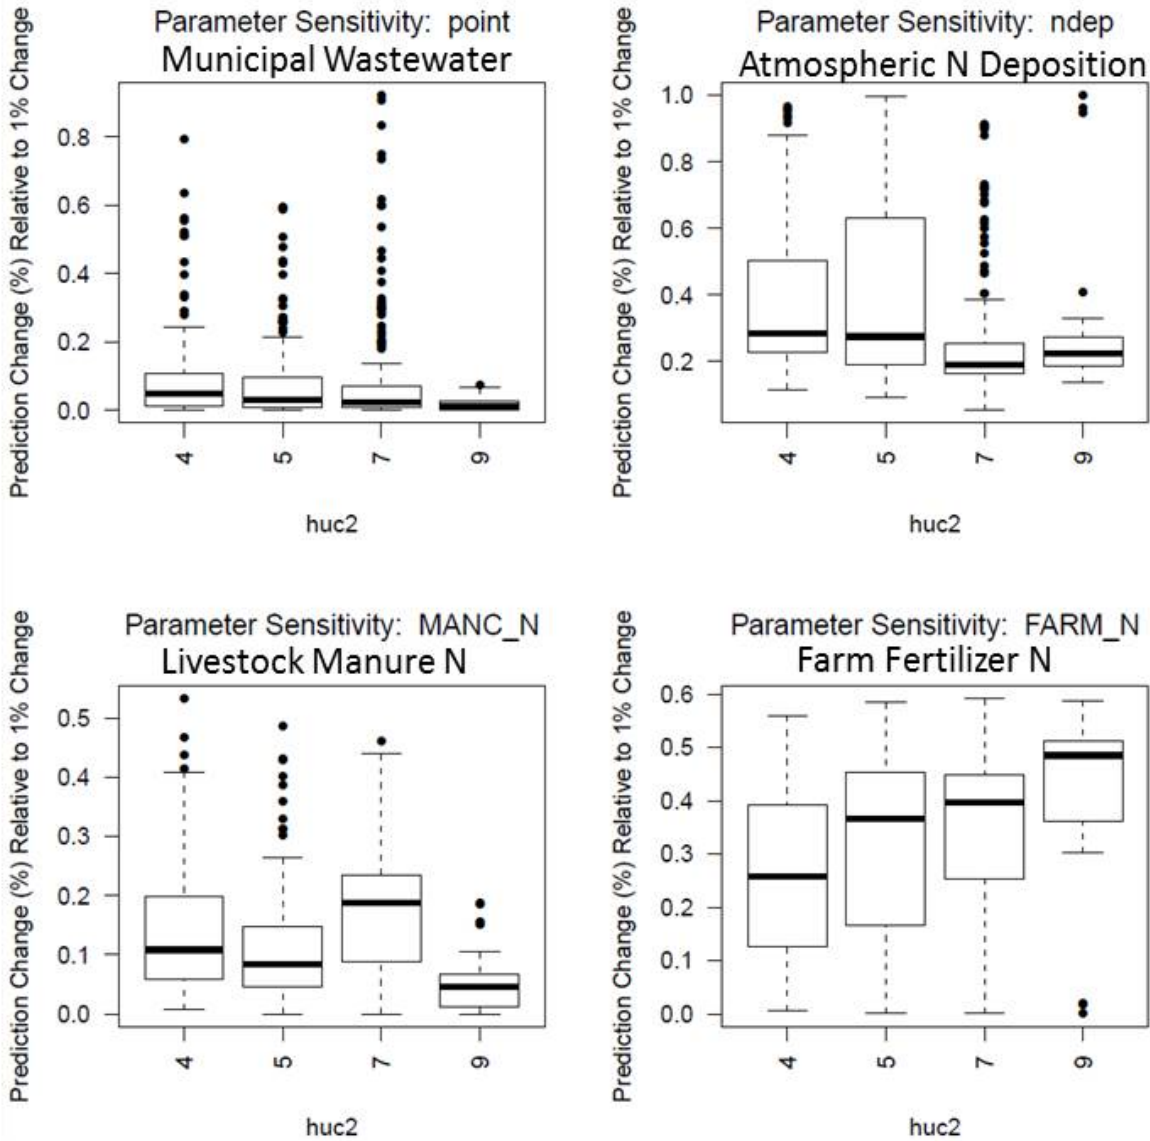 Parameter Sensitivity: point
Municipal Wastewater
Prediction Change (%) Relative to 1% Change
0.8
0.6
0.4
0.2
0.0
4 5 7 9
huc2
Parameter Sensitivity: ndep
Atmospheric N Deposition
Prediction Change (%) Relative to 1% Change
1.0
0.8
0.6
0.4
0.2
4 5 7 9
huc2
Parameter Sensitivity: MANC_N
Livestock Manure N
Prediction Change (%) Relative to 1% Change
0.5
0.4
0.3
0.2
0.1
0.0
4 5 7 9
huc2
Parameter Sensitivity: FARM_N
Farm Fertilizer N
Prediction Change (%) Relative to 1% Change
0.6
0.5
0.4
0.3
0.2
0.1
0.0
4 5 7 9
huc2